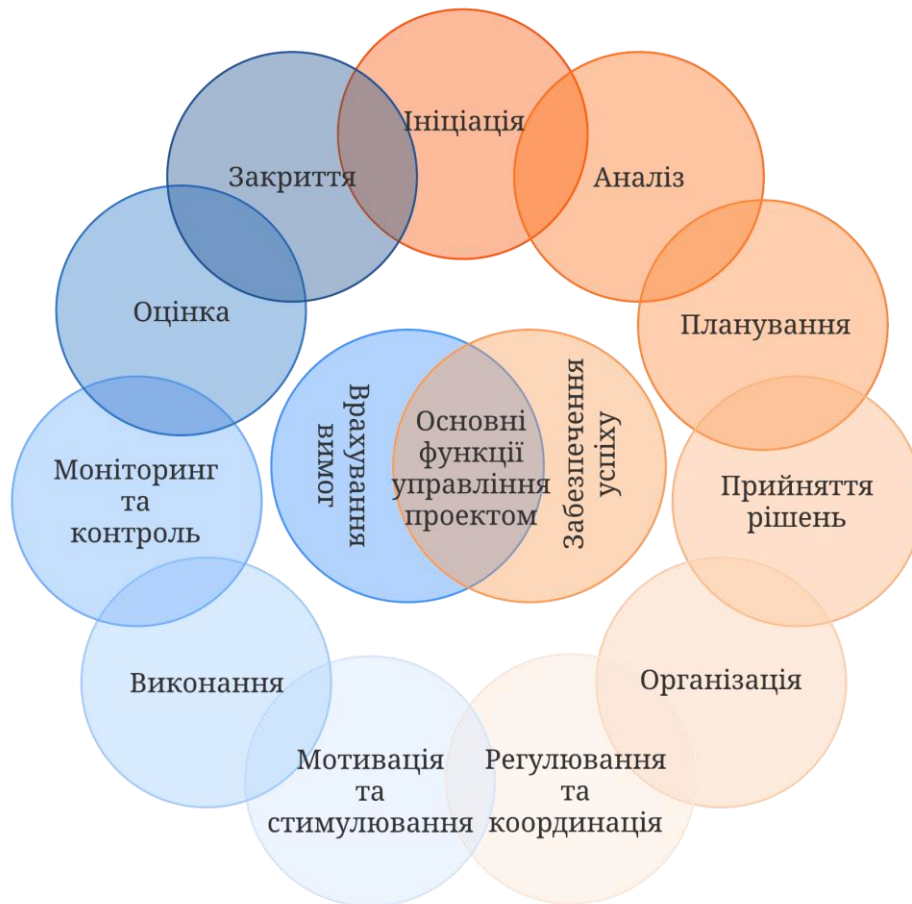 Ініціація
Аналіз
Планування
Прийняття
рішень
Організація
Регулювання
та
координація
Мотивація
та
стимулювання
Виконання
Моніторинг
та
контроль
Оцінка
Закриття
Врахування
вимог
Основні
функції
управління
проектом
Забезпечення
успіху